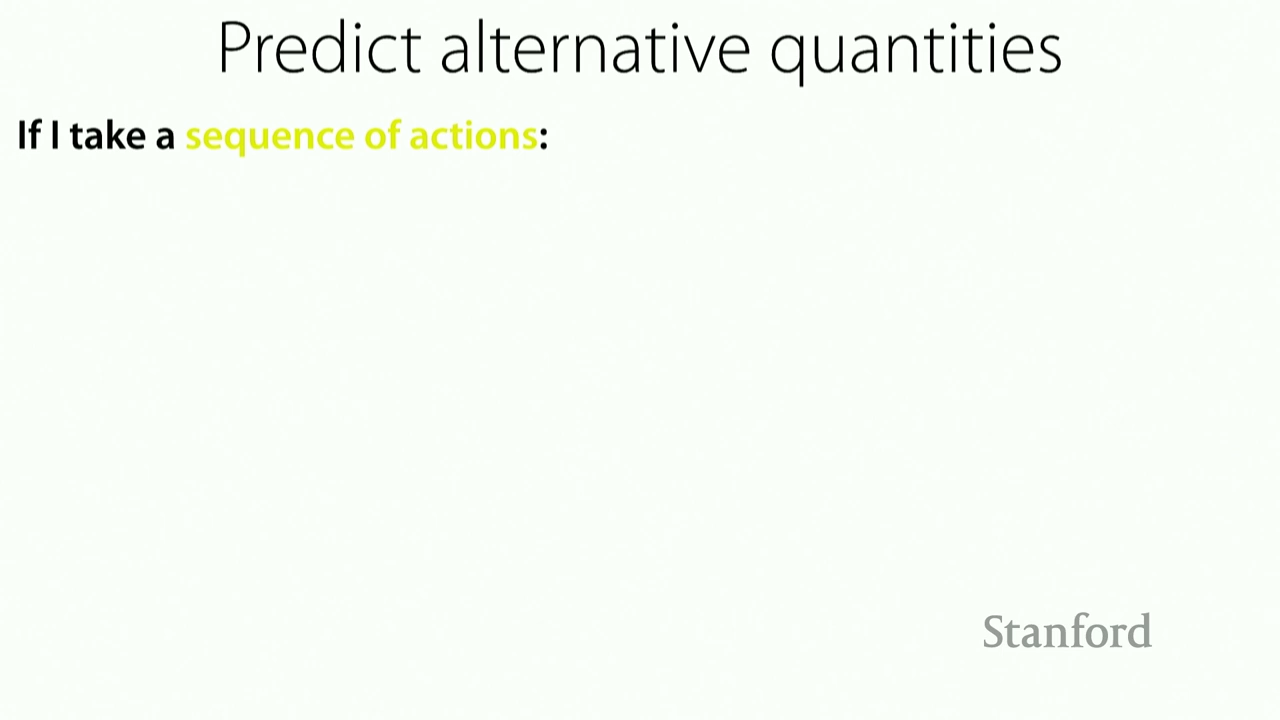 Predict alternative quantities
If I take a sequence of actions:
Stanford